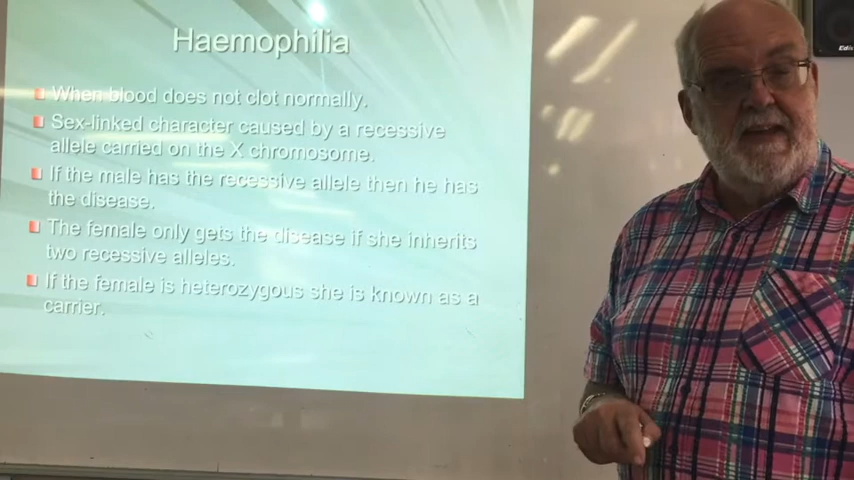 Haemophilia
When blood does not clot normally.
Sex-linked character caused by a recessive
allele carried on the X chromosome.
If the male has the recessive allele then he has
the disease.
The female only gets the disease if she inherits
two recessive alleles.
If the female is heterozygous she is known as a
carrier.